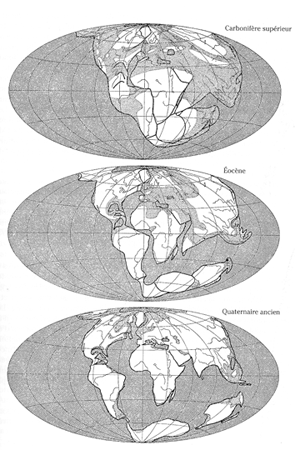 Carbonifère supérieur
Éocène
Quaternaire ancien